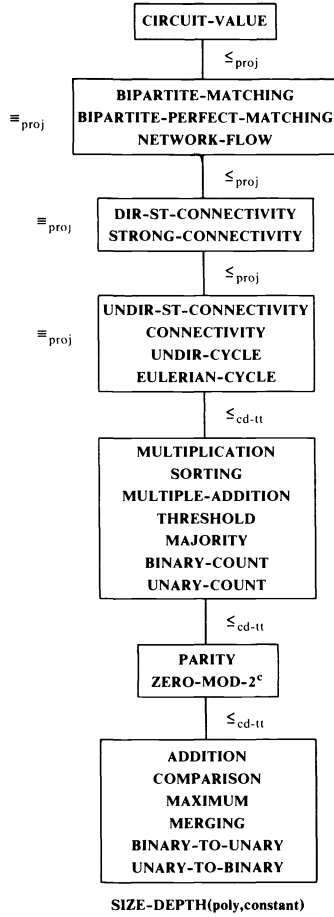 CIRCUIT-VALUE
≤proj
BIPARTITE-MATCHING
≡proj BIPARTITE-PERFECT-MATCHING
NETWORK-FLOW
≤proj
≡proj DIR-ST-CONNECTIVITY
STRONG-CONNECTIVITY
≤proj
UNDIR-ST-CONNECTIVITY
≡proj CONNECTIVITY
UNDIR-CYCLE
EULERIAN-CYCLE
≤cd-tt
MULTIPLICATION
SORTING
MULTIPLE-ADDITION
THRESHOLD
MAJORITY
BINARY-COUNT
UNARY-COUNT
≤cd-tt
PARITY
ZERO-MOD-2ᶜ
≤cd-tt
ADDITION
COMPARISON
MAXIMUM
MERGING
BINARY-TO-UNARY
UNARY-TO-BINARY
SIZE-DEPTH(poly,constant)